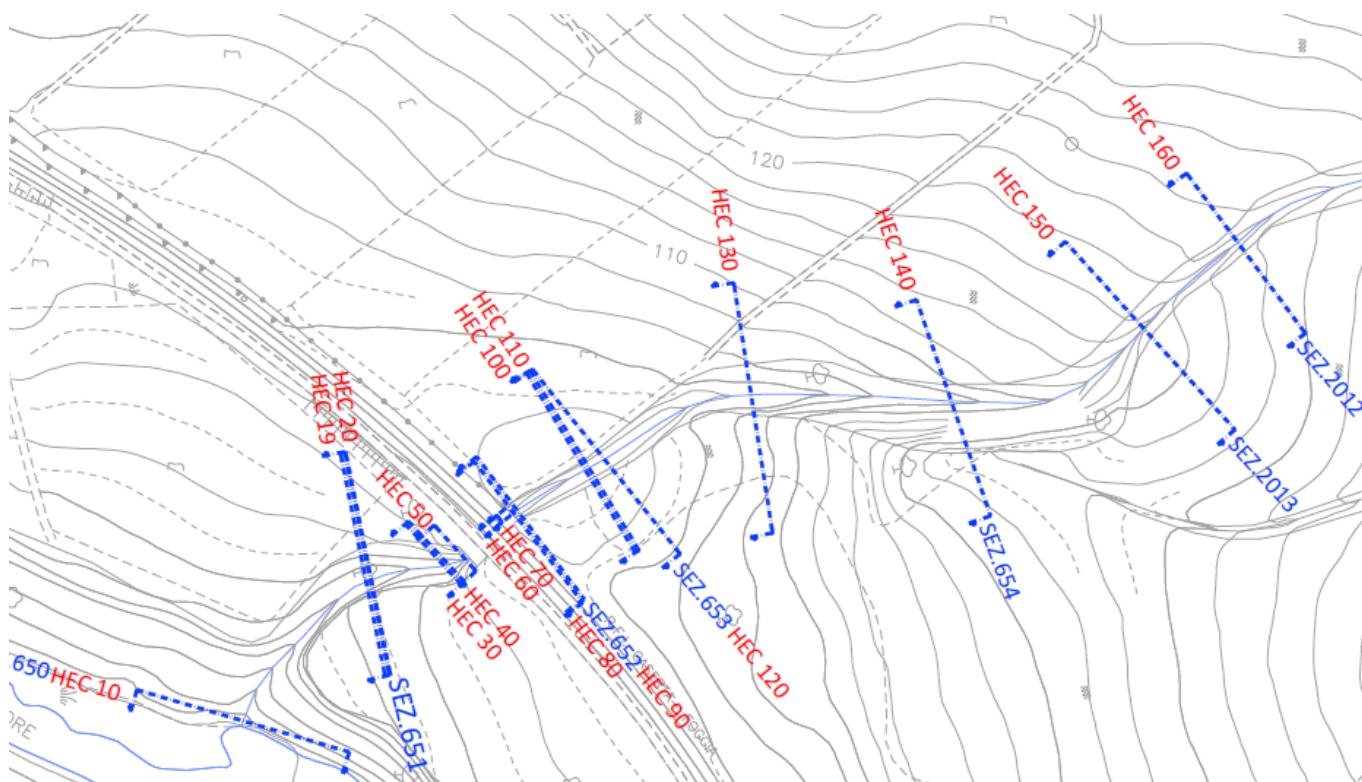 HEC 160
120
HEC 150
HEC 130
HEC 140
110
HEC 110
HEC 100
SEZ.2012
HEC 20
HEC 19
SEZ.2013
HEC 50
HEC 70
HEC 60
SEZ.654
SEZ.653 HEC 120
HEC 40
HEC 30
SEZ.652 HEC 90
HEC 80
650 HEC 10
SEZ.651
ORE